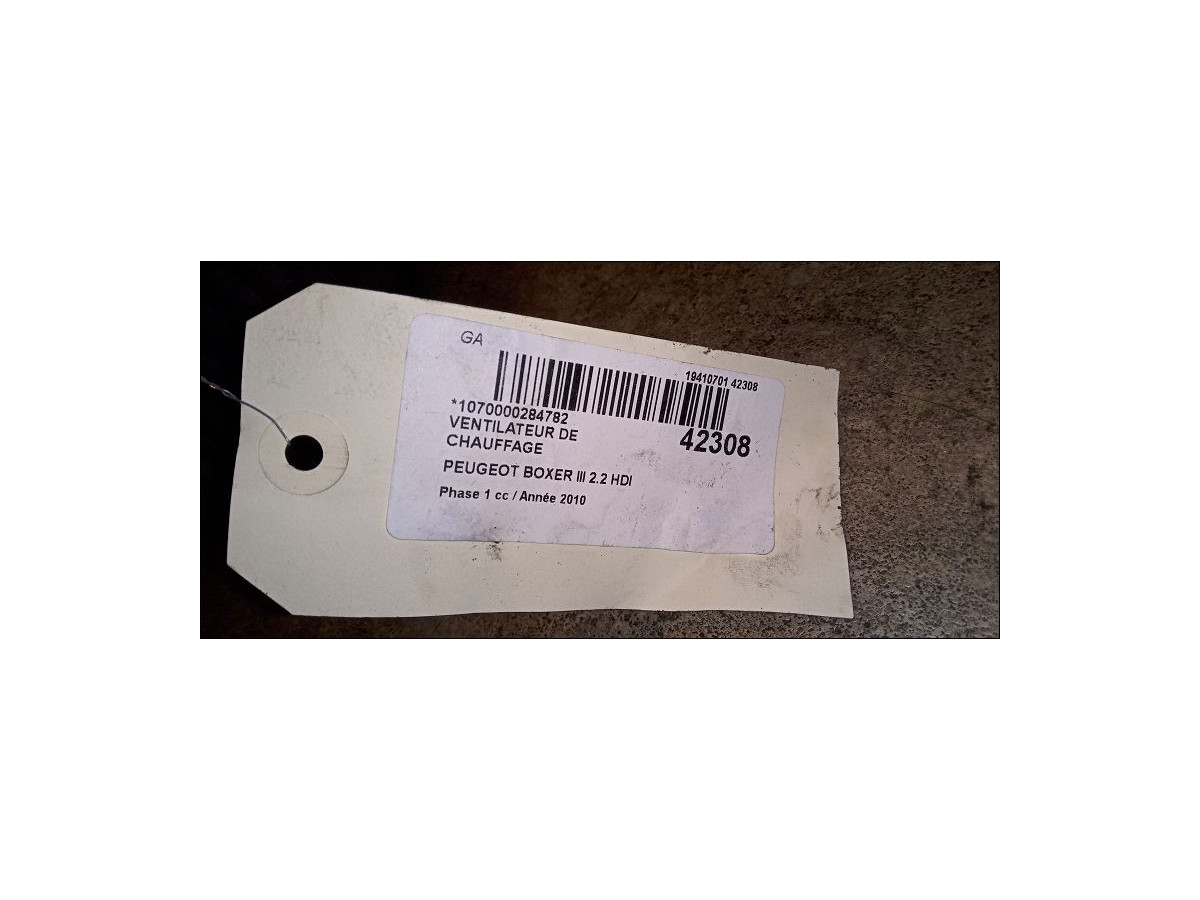 GA
19410701 42308
*1070000284782
42308
VENTILATEUR DE
CHAUFFAGE
PEUGEOT BOXER III 2.2 HDI
Phase 1 cc / Année 2010